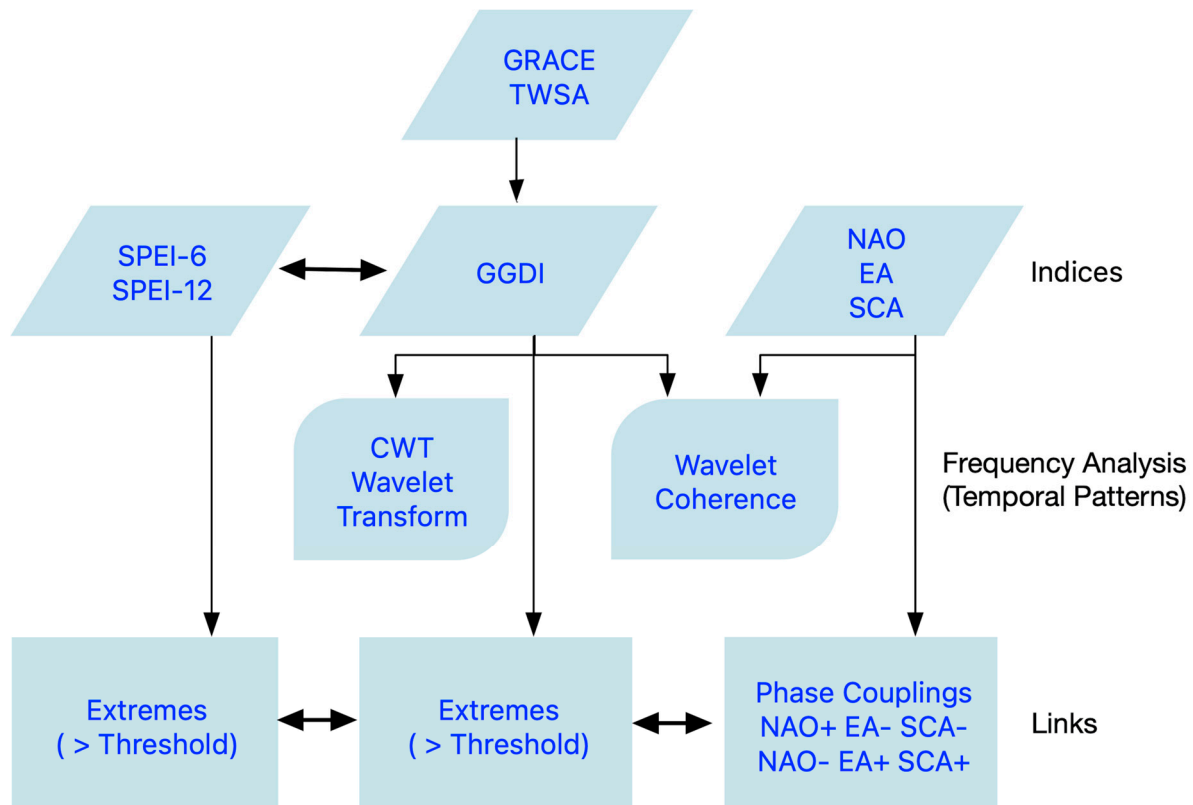 GRACE
TWSA
SPEI-6
SPEI-12
GGDI
NAO
EA
SCA
Indices
CWT
Wavelet
Transform
Wavelet
Coherence
Frequency Analysis
(Temporal Patterns)
Extremes
( > Threshold)
Extremes
( > Threshold)
Phase Couplings
NAO+ EA- SCA-
NAO- EA+ SCA+
Links